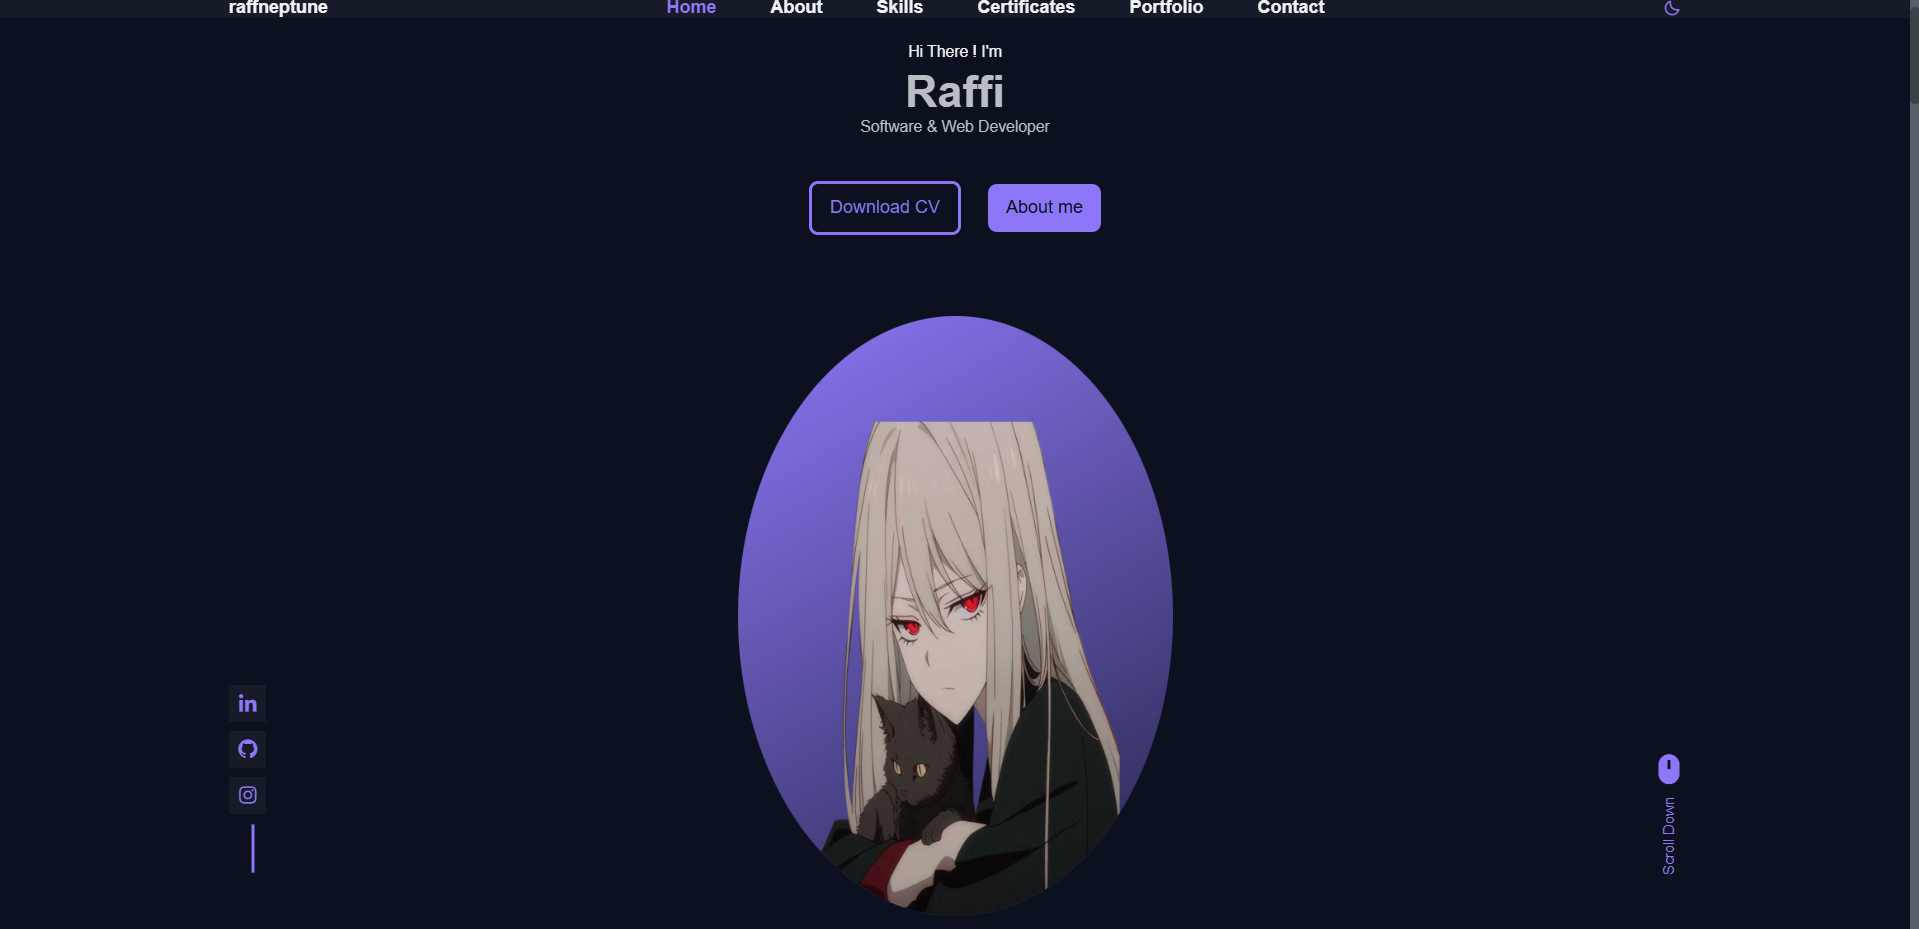 raffneptune
Home About Skills Certificates Portfolio Contact
Hi There ! I'm
Raffi
Software & Web Developer
Download CV
About me
in
Scroll Down